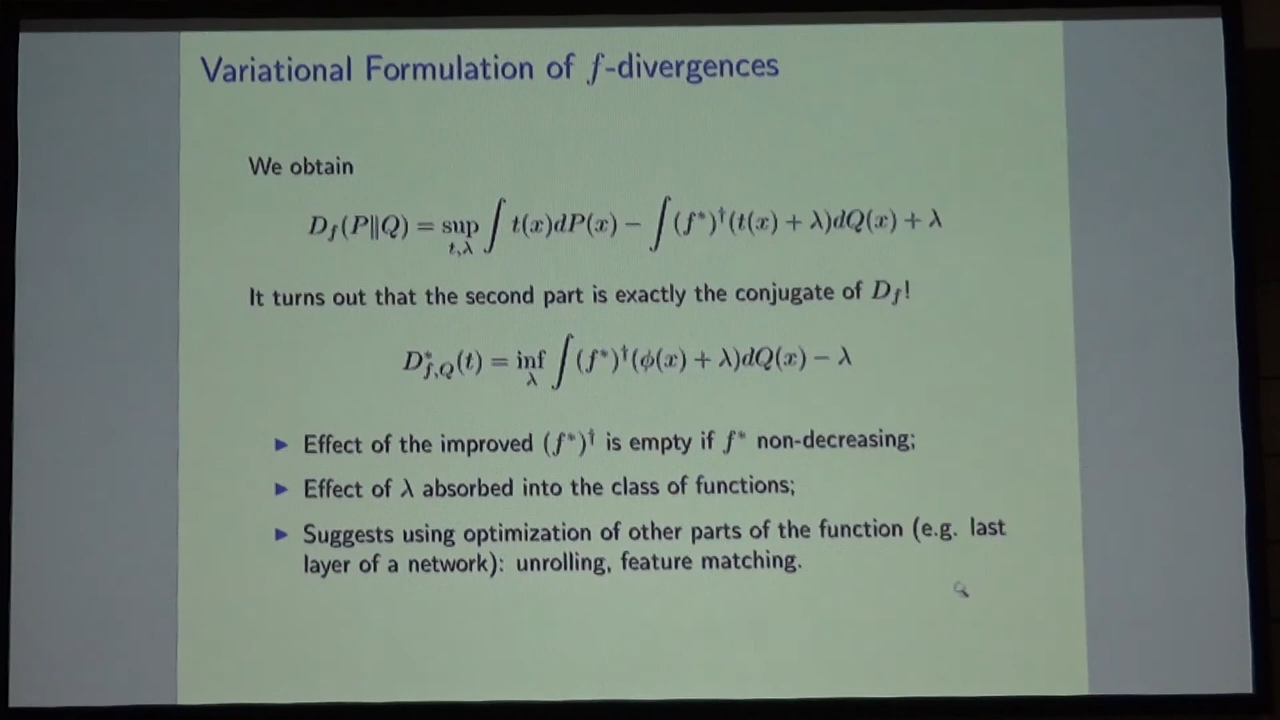 Variational Formulation of f-divergences
We obtain
D_f(P‖Q) = sup_{t,λ} ∫ t(x)dP(x) − ∫ (f*)†(t(x) + λ)dQ(x) + λ
It turns out that the second part is exactly the conjugate of D_f!
D*_{f,Q}(t) = inf_λ ∫ (f*)†(ϕ(x) + λ)dQ(x) − λ
▶ Effect of the improved (f*)† is empty if f* non-decreasing;
▶ Effect of λ absorbed into the class of functions;
▶ Suggests using optimization of other parts of the function (e.g. last
layer of a network): unrolling, feature matching.